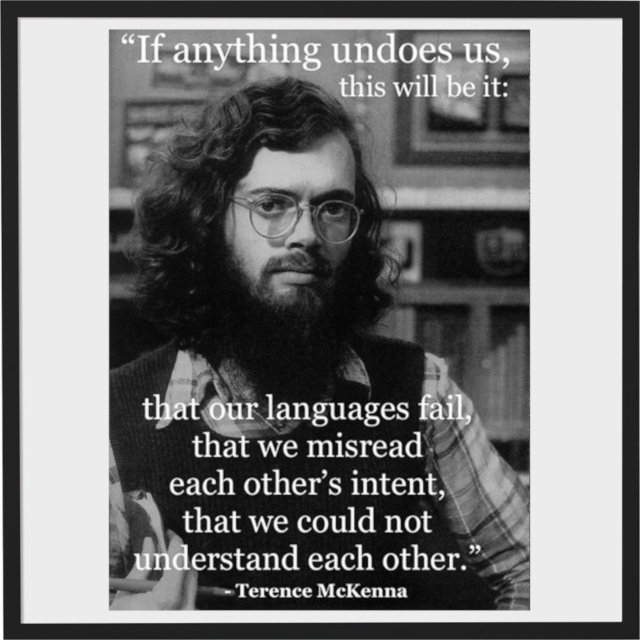 “If anything undoes us,
this will be it:
that our languages fail,
that we misread
each other’s intent,
that we could not
understand each other.”
- Terence McKenna